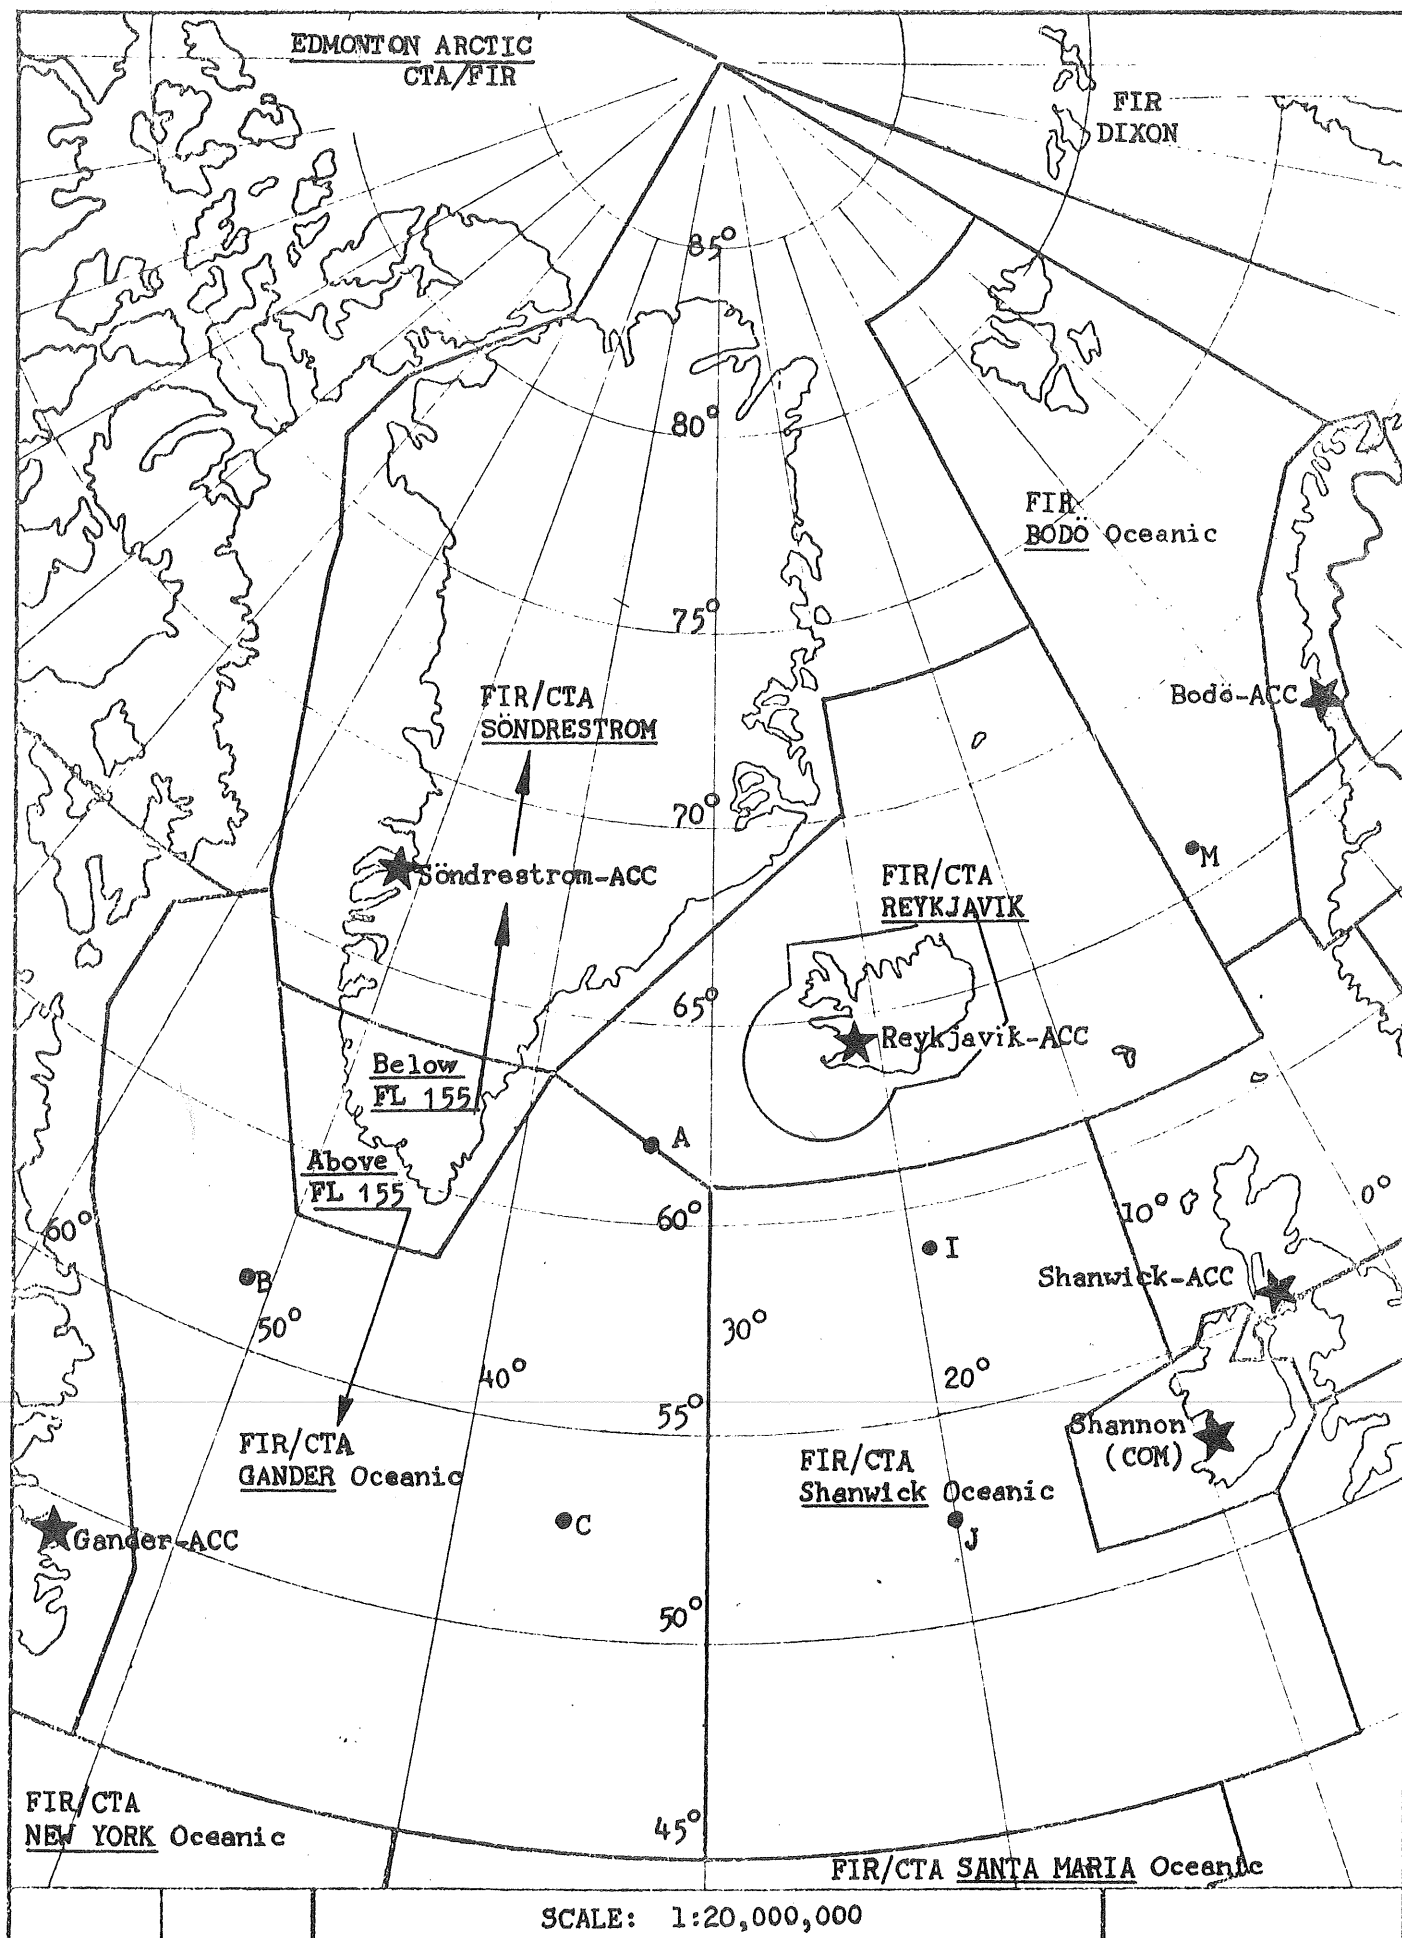 EDMONTON ARCTIC
CTA/FIR
FIR
DIXON
85°
80°
FIR
BODÖ Oceanic
75°
FIR/CTA
SÖNDRESTROM
Bodö-ACC
70°
M
Söndrestrom-ACC
FIR/CTA
REYKJAVIK
65°
Reykjavik-ACC
Below
FL 155
A
Above
FL 155
60°
60°
10°
0°
I
B
Shanwick-ACC
50°
30°
40°
20°
55°
Shannon
(COM)
FIR/CTA
GANDER Oceanic
FIR/CTA
Shanwick Oceanic
C
J
Gander-ACC
50°
FIR/CTA
NEW YORK Oceanic
45°
FIR/CTA SANTA MARIA Oceanic
SCALE: 1:20,000,000